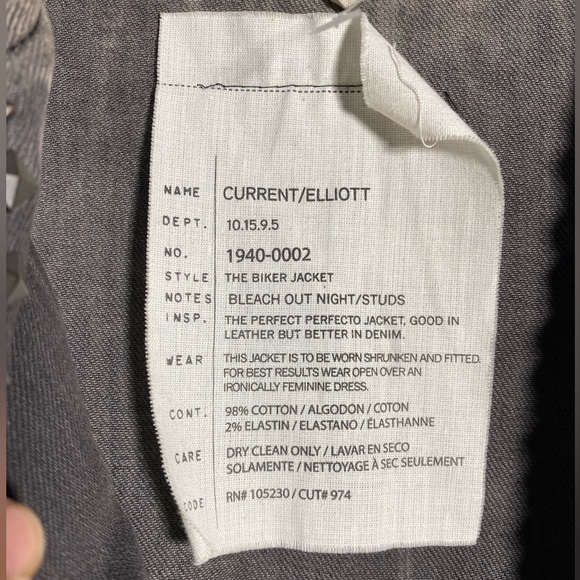 NAME CURRENT/ELLIOTT
DEPT. 10.15.9.5
NO. 1940-0002
STYLE THE BIKER JACKET
NOTES BLEACH OUT NIGHT/STUDS
INSP. THE PERFECT PERFECTO JACKET, GOOD IN
LEATHER BUT BETTER IN DENIM.
WEAR THIS JACKET IS TO BE WORN SHRUNKEN AND FITTED.
FOR BEST RESULTS WEAR OPEN OVER AN
IRONICALLY FEMININE DRESS.
CONT. 98% COTTON / ALGODON / COTON
2% ELASTIN / ELASTANO / ÉLASTHANNE
CARE DRY CLEAN ONLY / LAVAR EN SECO
SOLAMENTE / NETTOYAGE À SEC SEULEMENT
CODE RN# 105230 / CUT# 974